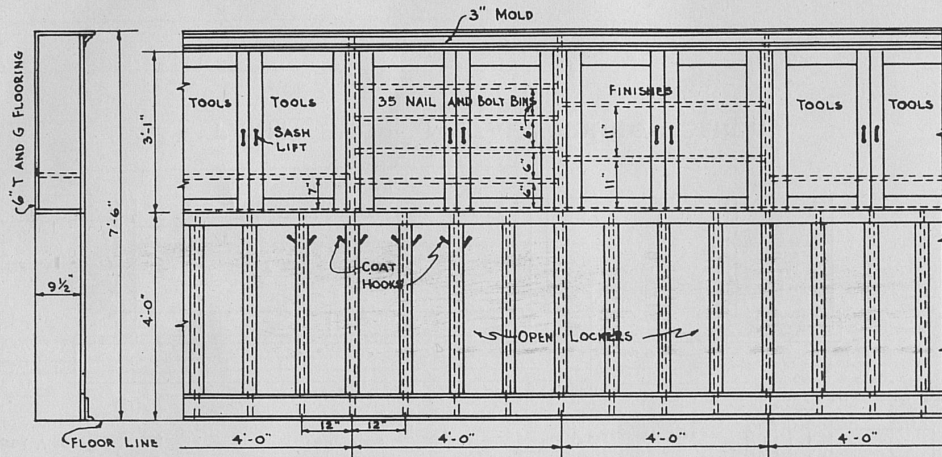 3" MOLD
6" T AND G FLOORING
7'-6"
3'-1"
TOOLS
TOOLS
SASH
LIFT
7"
35 NAIL AND BOLT BINS
6"
6"
6"
FINISHES
11"
11"
TOOLS
TOOLS
9½"
4'-0"
COAT
HOOKS
OPEN LOCKERS
FLOOR LINE
12"
12"
4'-0"
4'-0"
4'-0"
4'-0"